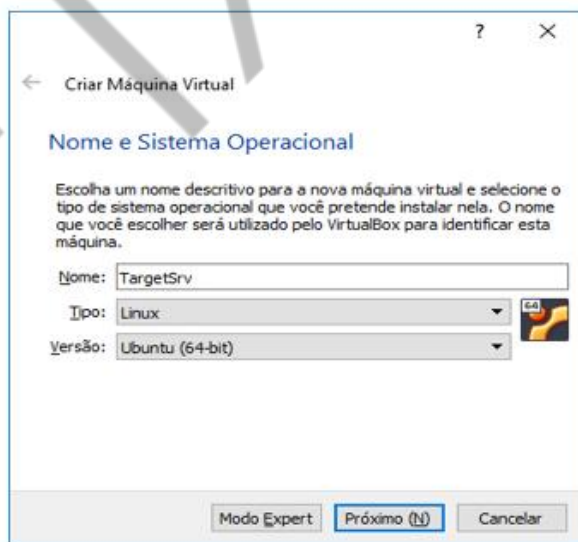 ?
Criar Máquina Virtual
Nome e Sistema Operacional
Escolha um nome descritivo para a nova máquina virtual e selecione o
tipo de sistema operacional que você pretende instalar nela. O nome
que você escolher será utilizado pelo VirtualBox para identificar esta
máquina.
Nome: TargetSrv
Tipo: Linux
64
Versão: Ubuntu (64-bit)
Modo Expert Próximo (N) Cancelar